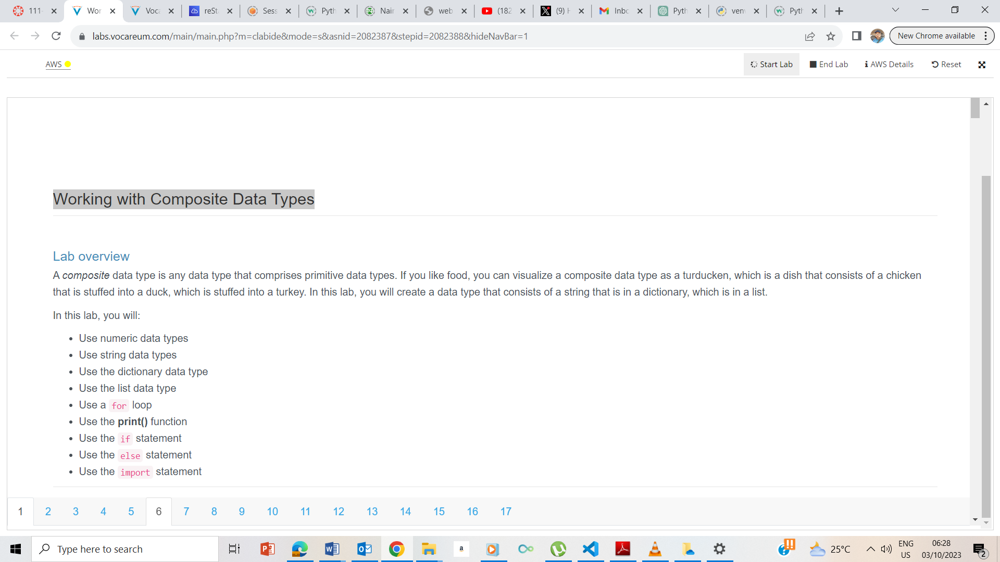 111-
Wor
Voca
reSta
Sess
Pyth
Nair
web
(182
(9) H
Inbo
Pyth
venv
Pyth
labs.vocareum.com/main/main.php?m=clabide&mode=s&asnid=2082387&stepid=2082388&hideNavBar=1
New Chrome available
AWS
Start Lab
End Lab
AWS Details
Reset
Working with Composite Data Types
Lab overview
A composite data type is any data type that comprises primitive data types. If you like food, you can visualize a composite data type as a turducken, which is a dish that consists of a chicken
that is stuffed into a duck, which is stuffed into a turkey. In this lab, you will create a data type that consists of a string that is in a dictionary, which is in a list.
In this lab, you will:
• Use numeric data types
• Use string data types
• Use the dictionary data type
• Use the list data type
• Use a for loop
• Use the print() function
• Use the if statement
• Use the else statement
• Use the import statement
1 2 3 4 5 6 7 8 9 10 11 12 13 14 15 16 17
Type here to search
a
25°C
ENG
US
06:28
03/10/2023
2